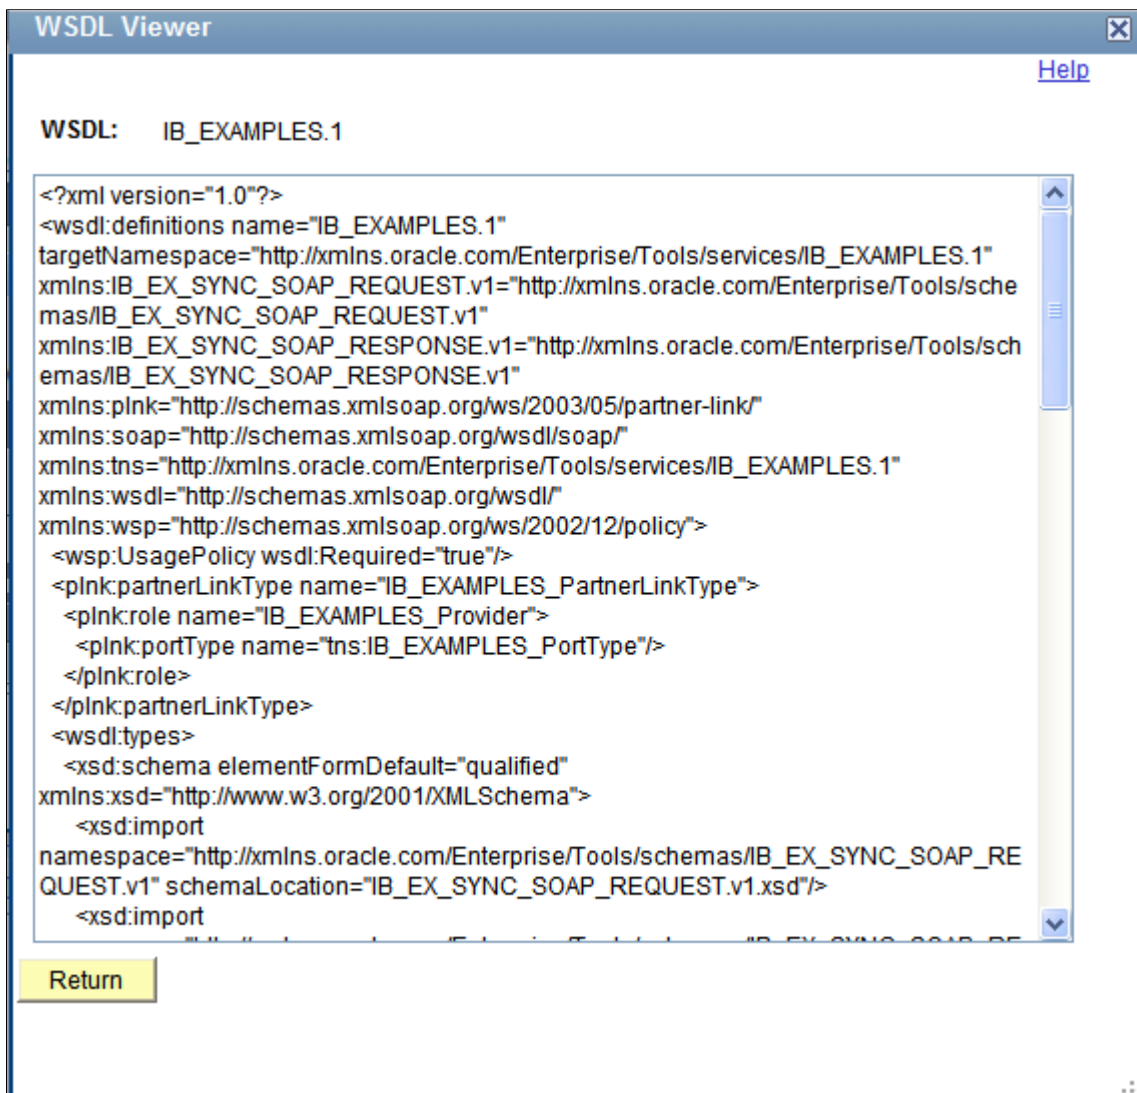 WSDL Viewer
Help
WSDL: IB_EXAMPLES.1
<?xml version="1.0"?>
<wsdl:definitions name="IB_EXAMPLES.1"
targetNamespace="http://xmlns.oracle.com/Enterprise/Tools/services/IB_EXAMPLES.1"
xmlns:IB_EX_SYNC_SOAP_REQUEST.v1="http://xmlns.oracle.com/Enterprise/Tools/sche
mas/IB_EX_SYNC_SOAP_REQUEST.v1"
xmlns:IB_EX_SYNC_SOAP_RESPONSE.v1="http://xmlns.oracle.com/Enterprise/Tools/sch
emas/IB_EX_SYNC_SOAP_RESPONSE.v1"
xmlns:plnk="http://schemas.xmlsoap.org/ws/2003/05/partner-link/"
xmlns:soap="http://schemas.xmlsoap.org/wsdl/soap/"
xmlns:tns="http://xmlns.oracle.com/Enterprise/Tools/services/IB_EXAMPLES.1"
xmlns:wsdl="http://schemas.xmlsoap.org/wsdl/"
xmlns:wsp="http://schemas.xmlsoap.org/ws/2002/12/policy">
<wsp:UsagePolicy wsdl:Required="true"/>
<plnk:partnerLinkType name="IB_EXAMPLES_PartnerLinkType">
<plnk:role name="IB_EXAMPLES_Provider">
<plnk:portType name="tns:IB_EXAMPLES_PortType"/>
</plnk:role>
</plnk:partnerLinkType>
<wsdl:types>
<xsd:schema elementFormDefault="qualified"
xmlns:xsd="http://www.w3.org/2001/XMLSchema">
<xsd:import
namespace="http://xmlns.oracle.com/Enterprise/Tools/schemas/IB_EX_SYNC_SOAP_RE
QUEST.v1" schemaLocation="IB_EX_SYNC_SOAP_REQUEST.v1.xsd"/>
<xsd:import
Return